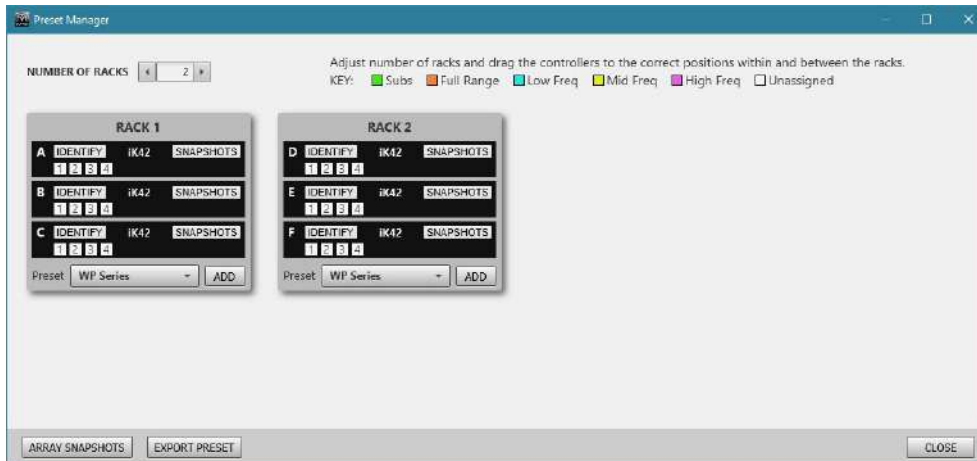 Preset Manager
NUMBER OF RACKS 2
Adjust number of racks and drag the controllers to the correct positions within and between the racks.
KEY: Subs Full Range Low Freq Mid Freq High Freq Unassigned
RACK 1
A IDENTIFY iK42 SNAPSHOTS
1 2 3 4
B IDENTIFY iK42 SNAPSHOTS
1 2 3 4
C IDENTIFY iK42 SNAPSHOTS
1 2 3 4
Preset WP Series ADD
RACK 2
D IDENTIFY iK42 SNAPSHOTS
1 2 3 4
E IDENTIFY iK42 SNAPSHOTS
1 2 3 4
F IDENTIFY iK42 SNAPSHOTS
1 2 3 4
Preset WP Series ADD
ARRAY SNAPSHOTS EXPORT PRESET CLOSE